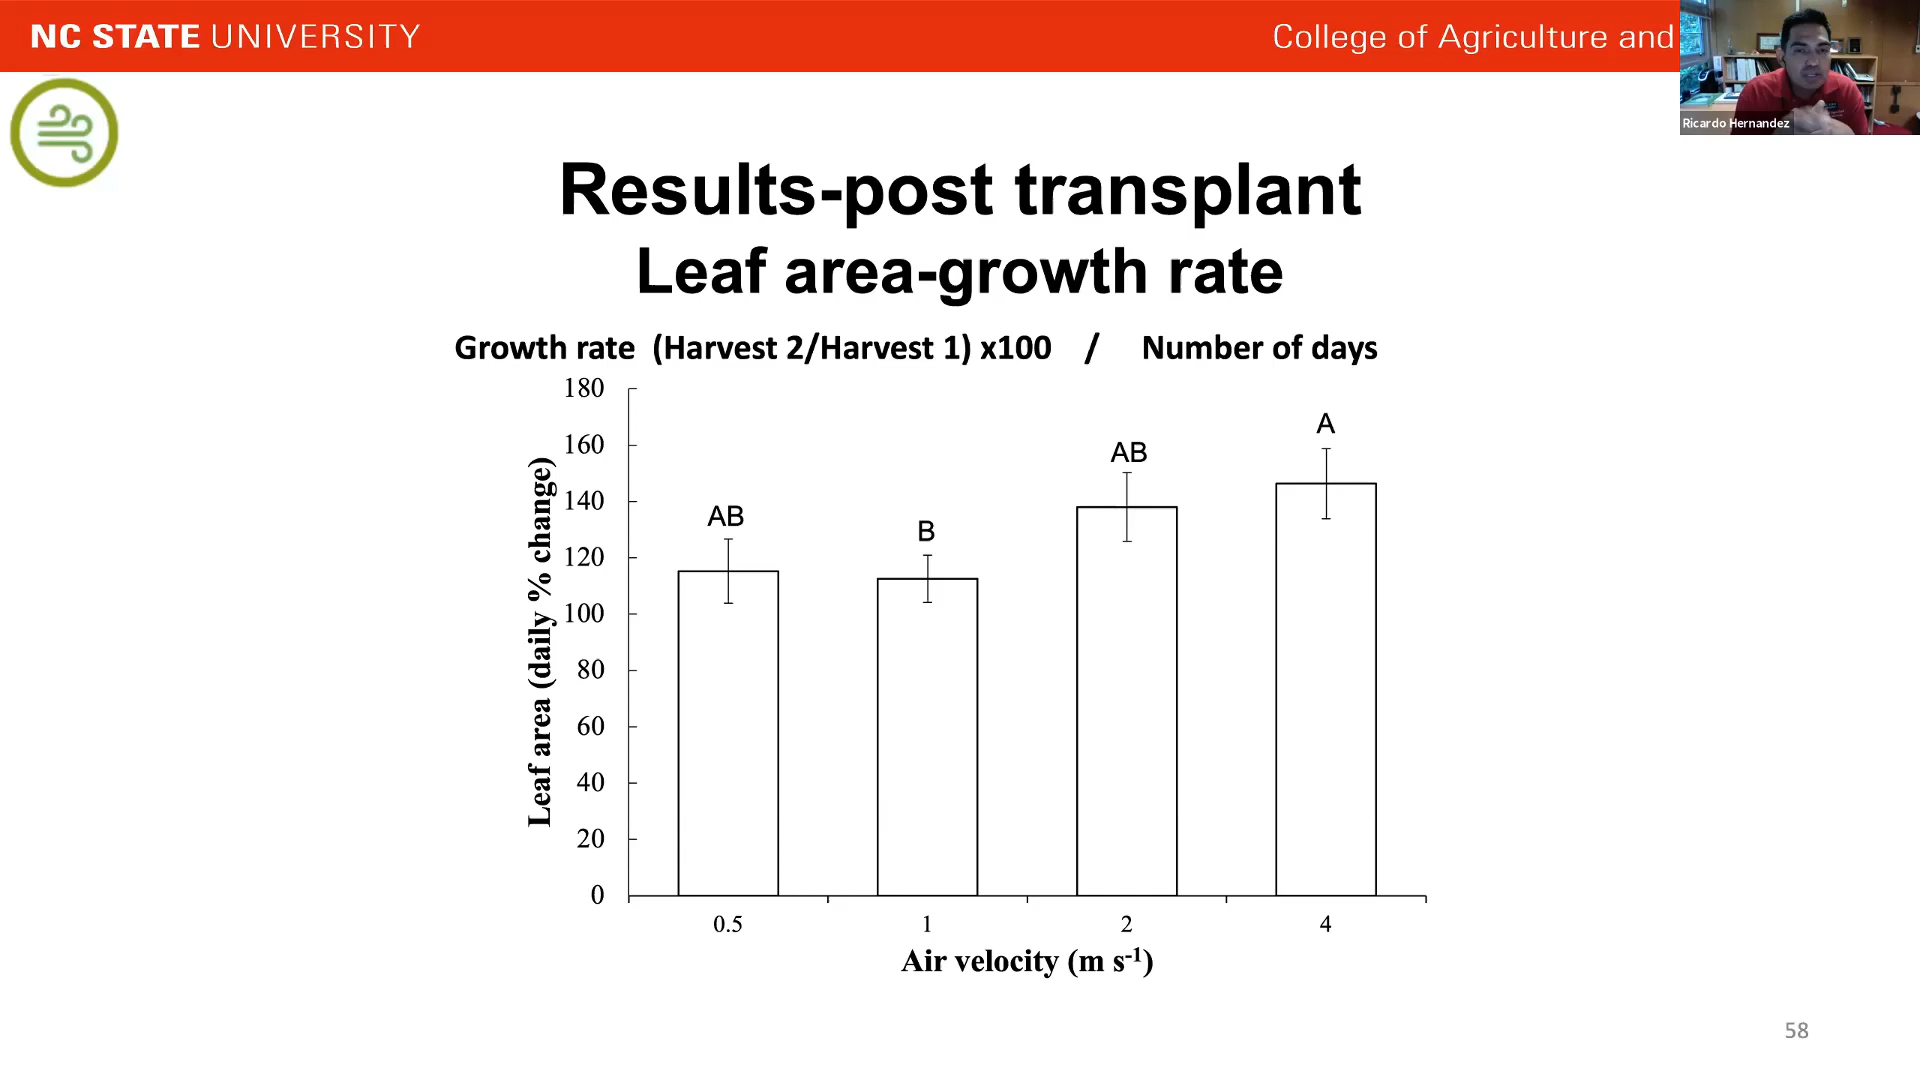 NC STATE UNIVERSITY
College of Agriculture and
Ricardo Hernandez
Results-post transplant
Leaf area-growth rate
Growth rate (Harvest 2/Harvest 1) x100 / Number of days
Leaf area (daily % change)
180
160
140
120
100
80
60
40
20
0
AB
B
AB
A
0.5
1
2
4
Air velocity (m s-1)
58